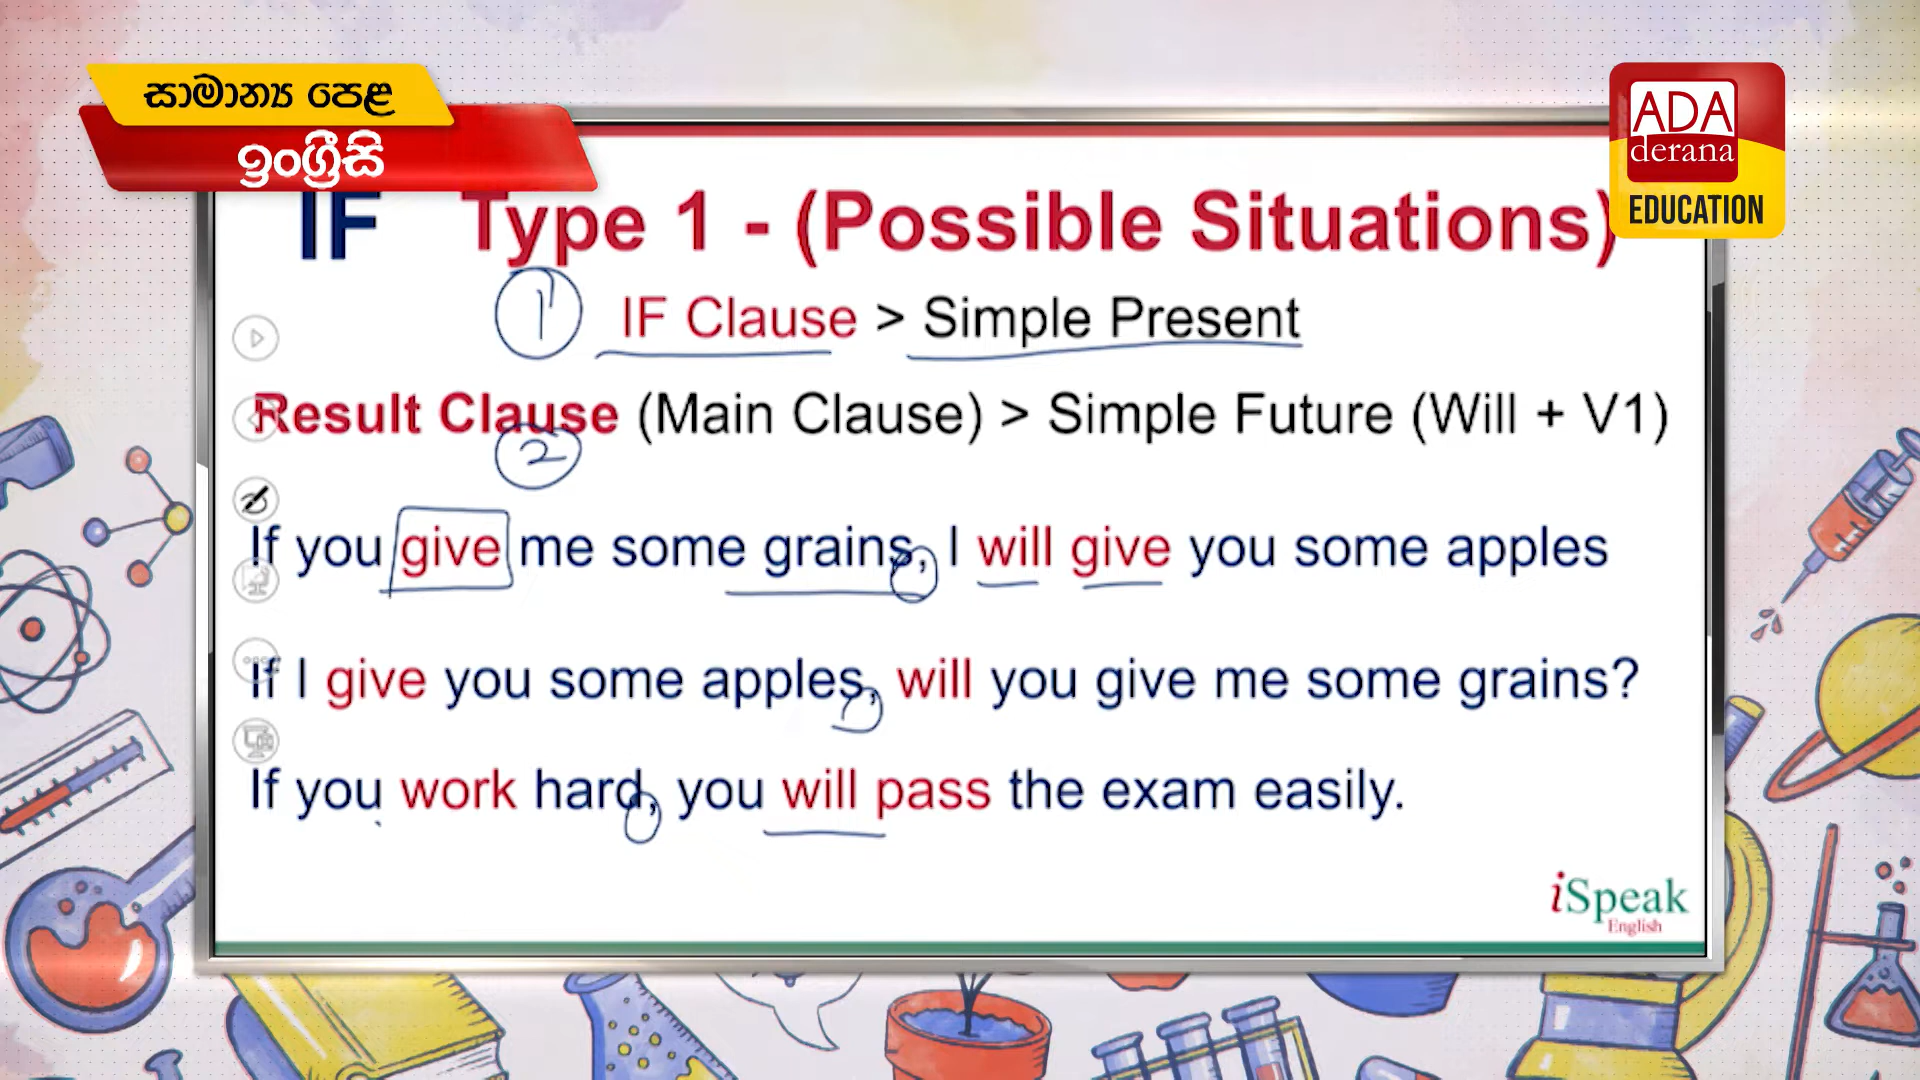 සාමාන්‍ය පෙළ
ඉංග්‍රීසි
ADA
derana
EDUCATION
IF Type 1 - (Possible Situations)
1
IF Clause > Simple Present
Result Clause (Main Clause) > Simple Future (Will + V1)
2
If you give me some grains, I will give you some apples
If I give you some apples, will you give me some grains?
If you work hard, you will pass the exam easily.
iSpeak
English